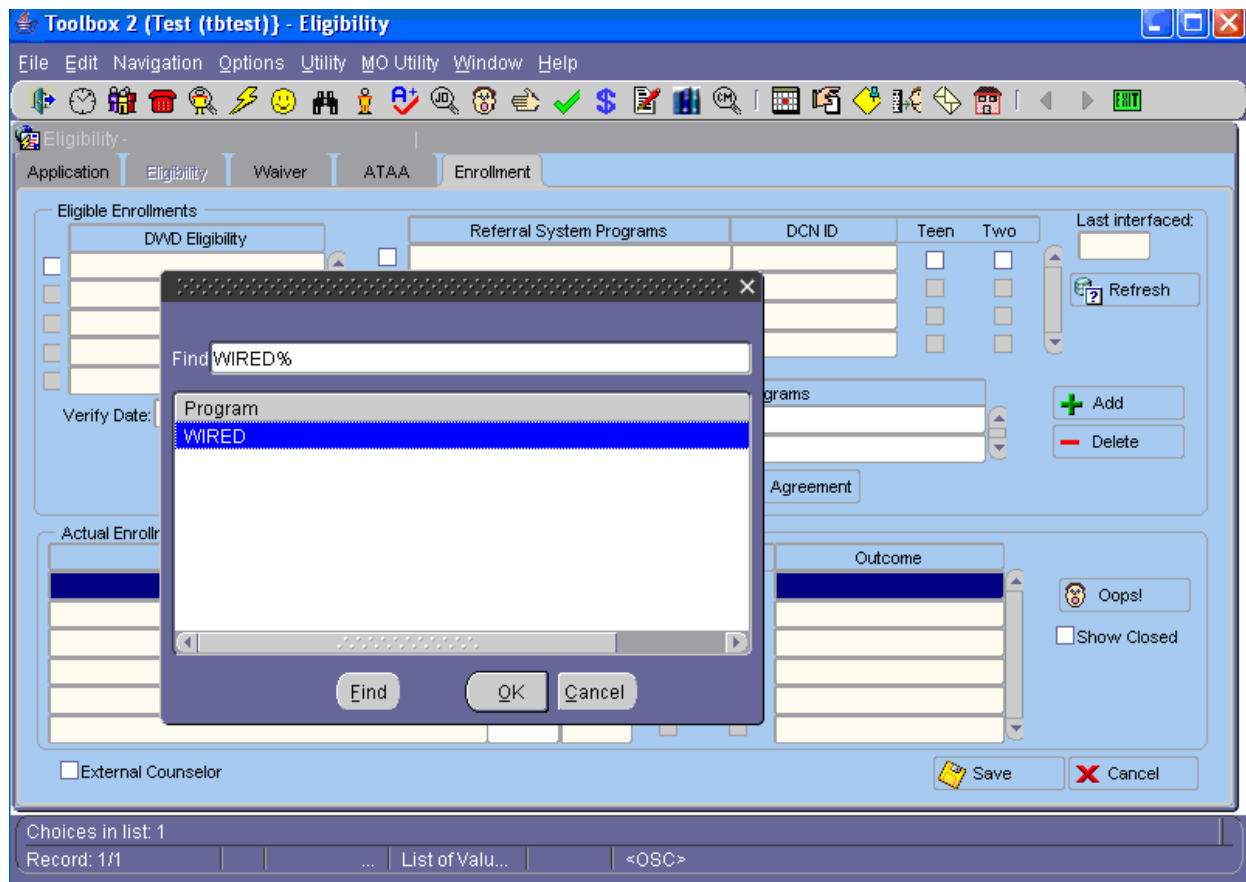 Toolbox 2 (Test (tbtest)} - Eligibility
File Edit Navigation Options Utility MO Utility Window Help
EXIT
Eligibility -
Application Eligibility Waiver ATAA Enrollment
Eligible Enrollments
DWD Eligibility Referral System Programs DCN ID Teen Two Last interfaced:
Refresh
Find WIRED%
Program
WIRED
Verify Date: grams
Add
Delete
Agreement
Actual Enrollr
Outcome
Oops!
Show Closed
Find OK Cancel
External Counselor Save Cancel
Choices in list: 1
Record: 1/1 ... List of Valu... <OSC>